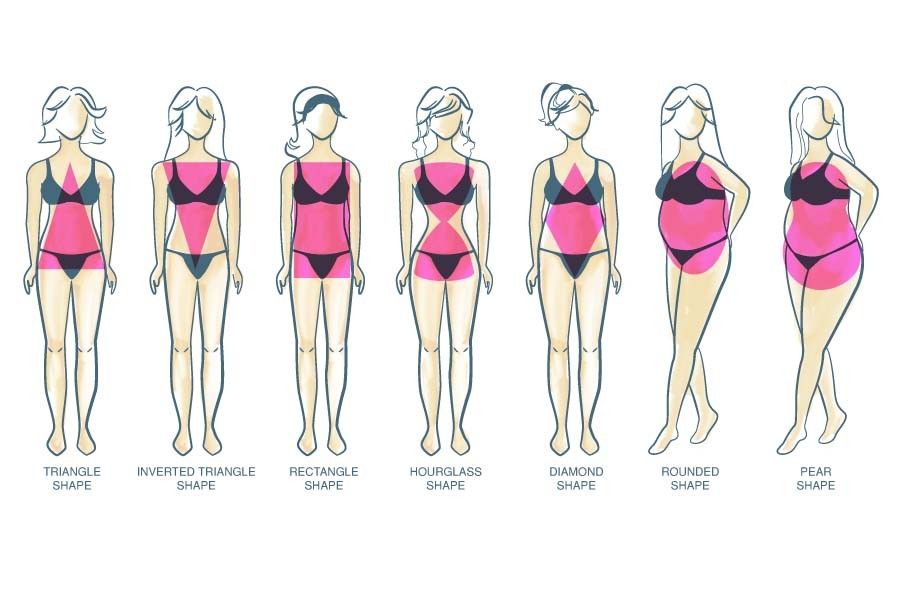 TRIANGLE
SHAPE
INVERTED TRIANGLE
SHAPE
RECTANGLE
SHAPE
HOURGLASS
SHAPE
DIAMOND
SHAPE
ROUNDED
SHAPE
PEAR
SHAPE